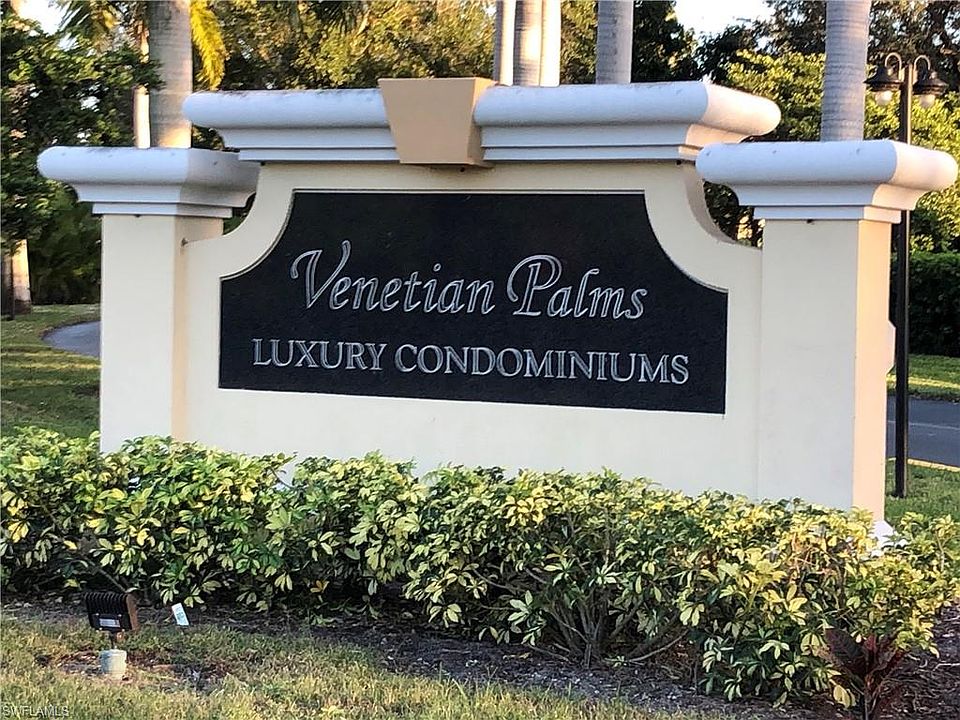 Venetian Palms
LUXURY CONDOMINIUMS
SWFLAMLS